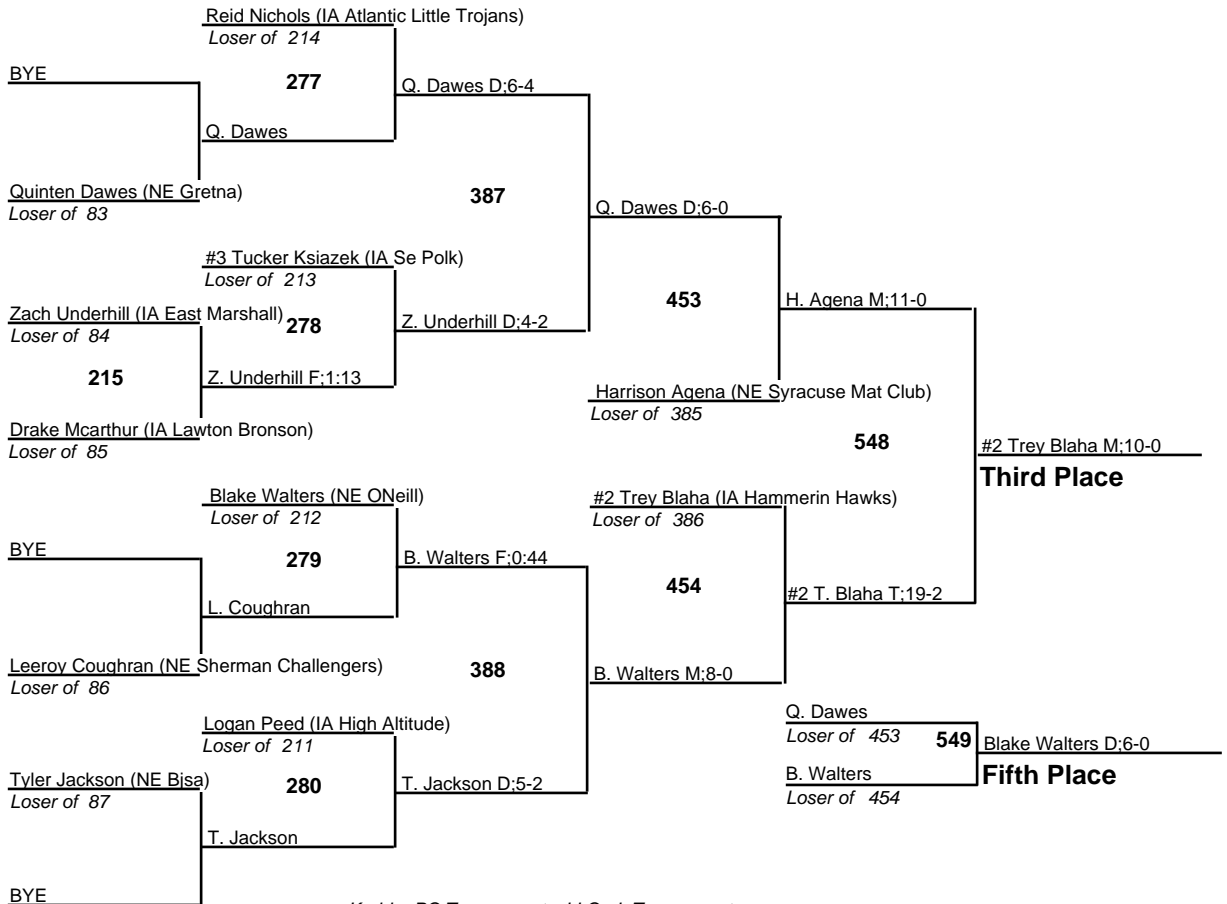 Reid Nichols (IA Atlantic Little Trojans)
Loser of 214
BYE
277
Q. Dawes D;6-4
Q. Dawes
Quinten Dawes (NE Gretna)
Loser of 83
387
Q. Dawes D;6-0
#3 Tucker Ksiazek (IA Se Polk)
Loser of 213
453
H. Agena M;11-0
Zach Underhill (IA East Marshall)
278
Z. Underhill D;4-2
Loser of 84
215
Z. Underhill F;1:13
Harrison Agena (NE Syracuse Mat Club)
Loser of 385
Drake Mcarthur (IA Lawton Bronson)
Loser of 85
548
#2 Trey Blaha M;10-0
Third Place
Blake Walters (NE ONeill)
Loser of 212
#2 Trey Blaha (IA Hammerin Hawks)
Loser of 386
BYE
279
B. Walters F;0:44
454
#2 T. Blaha T;19-2
L. Coughran
Leeroy Coughran (NE Sherman Challengers)
Loser of 86
388
B. Walters M;8-0
Logan Peed (IA High Altitude)
Loser of 211
Q. Dawes
Loser of 453
549
Blake Walters D;6-0
Fifth Place
Tyler Jackson (NE Bjsa)
Loser of 87
280
T. Jackson D;5-2
B. Walters
Loser of 454
T. Jackson
BYE